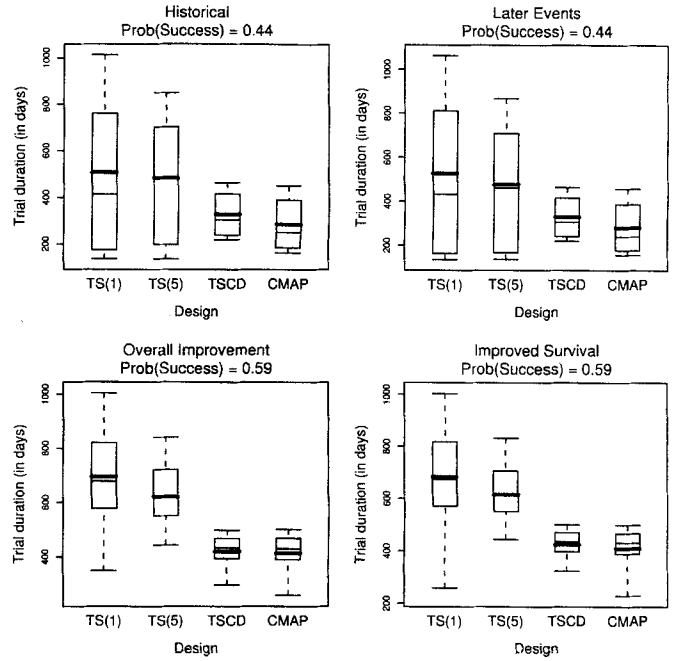 Historical
Prob(Success) = 0.44
Trial duration (in days)
1000
800
600
400
200
TS(1) TS(5) TSCD CMAP
Design
Later Events
Prob(Success) = 0.44
Trial duration (in days)
1000
800
600
400
200
TS(1) TS(5) TSCD CMAP
Design
Overall Improvement
Prob(Success) = 0.59
Trial duration (in days)
1000
800
600
400
TS(1) TS(5) TSCD CMAP
Design
Improved Survival
Prob(Success) = 0.59
Trial duration (in days)
1000
800
600
400
200
TS(1) TS(5) TSCD CMAP
Design